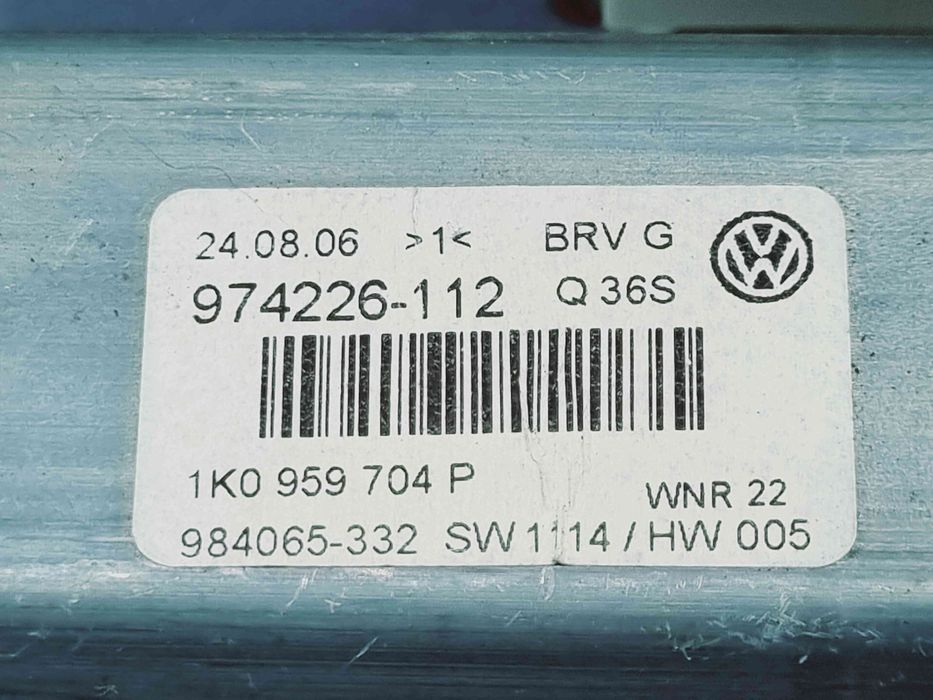 24.08.06 >1< BRV G
974226-112 Q 36S
1K0 959 704 P
WNR 22
984065-332 SW 1114 / HW 005